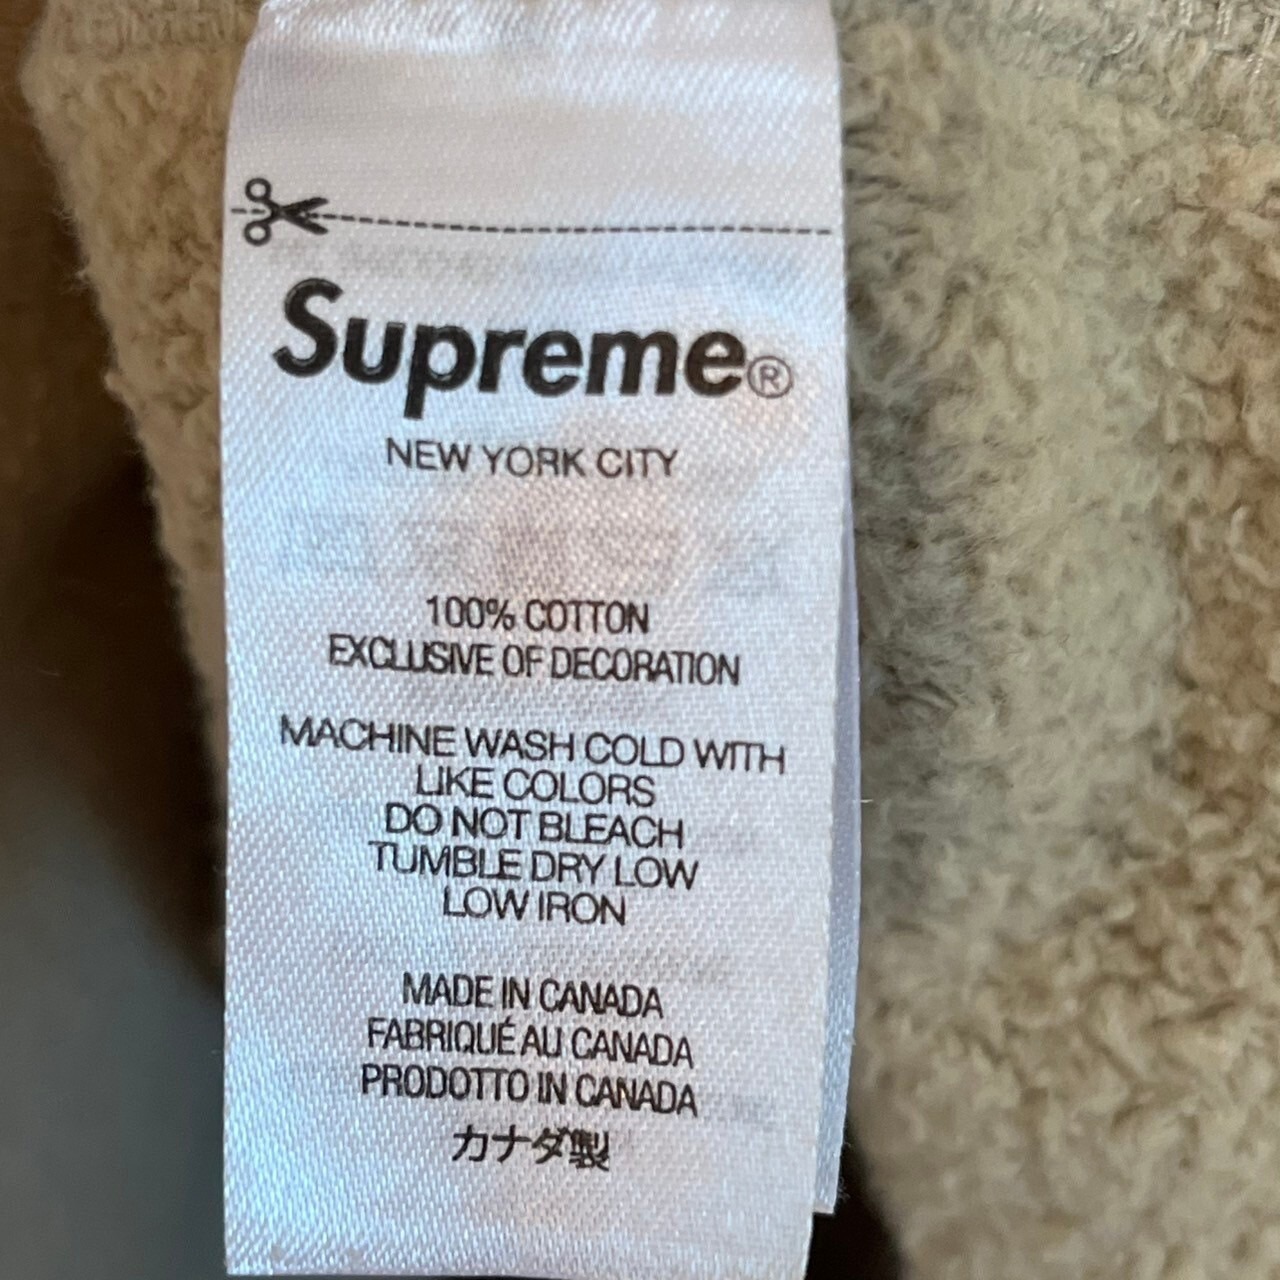 Supreme®
NEW YORK CITY
100% COTTON
EXCLUSIVE OF DECORATION
MACHINE WASH COLD WITH
LIKE COLORS
DO NOT BLEACH
TUMBLE DRY LOW
LOW IRON
MADE IN CANADA
FABRIQUÉ AU CANADA
PRODOTTO IN CANADA
カナダ製